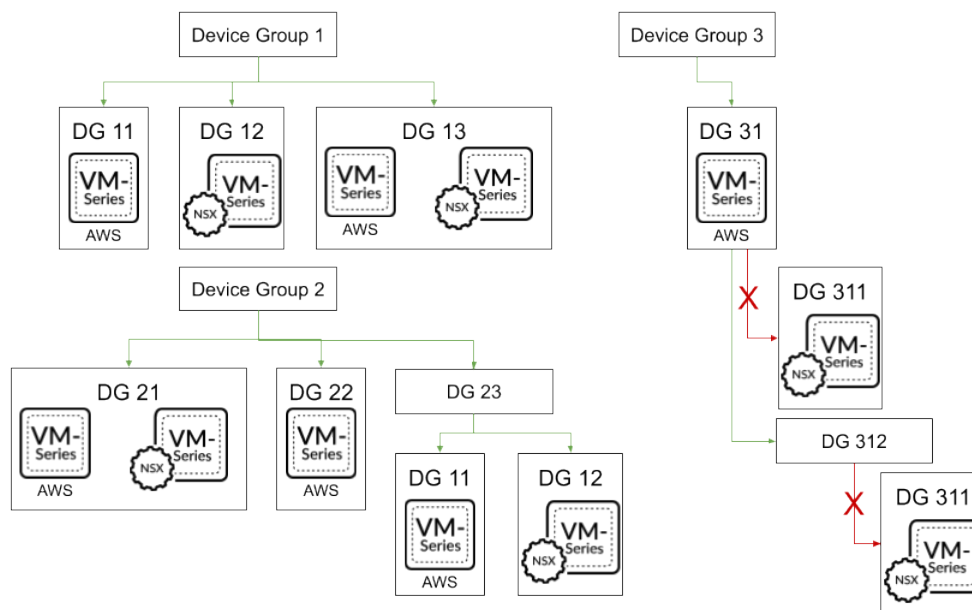 Device Group 1
DG 11
VM-
Series
AWS
DG 12
VM-
Series
NSX
DG 13
VM-
Series
AWS
VM-
Series
NSX
Device Group 2
DG 21
VM-
Series
AWS
VM-
Series
NSX
DG 22
VM-
Series
AWS
DG 23
DG 11
VM-
Series
AWS
DG 12
VM-
Series
NSX
Device Group 3
DG 31
VM-
Series
AWS
X
DG 311
VM-
Series
NSX
DG 312
X
DG 311
VM-
Series
NSX